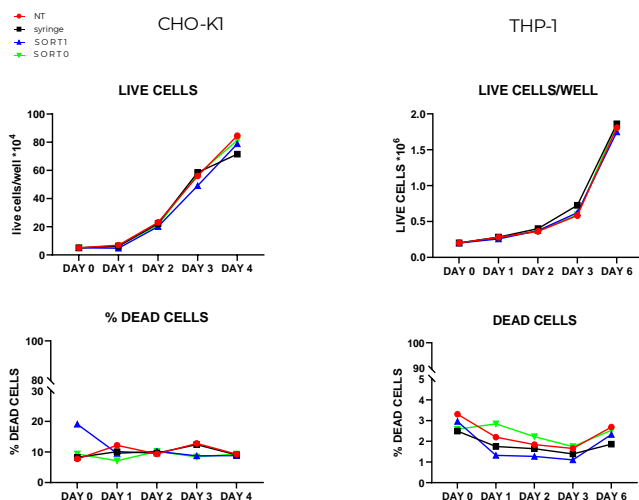 NT
syringe
SORT1
SORT0
CHO-K1
THP-1
LIVE CELLS
live cells/well *10^4
100
80
60
40
20
0
DAY 0 DAY 1 DAY 2 DAY 3 DAY 4
LIVE CELLS/WELL
LIVE CELLS *10^6
2.0
1.5
1.0
0.5
0.0
DAY 0 DAY 1 DAY 2 DAY 3 DAY 6
% DEAD CELLS
% DEAD CELLS
100
80
30
20
10
0
DAY 0 DAY 1 DAY 2 DAY 3 DAY 4
DEAD CELLS
% DEAD CELLS
100
90
5
4
3
2
1
0
DAY 0 DAY 1 DAY 2 DAY 3 DAY 6